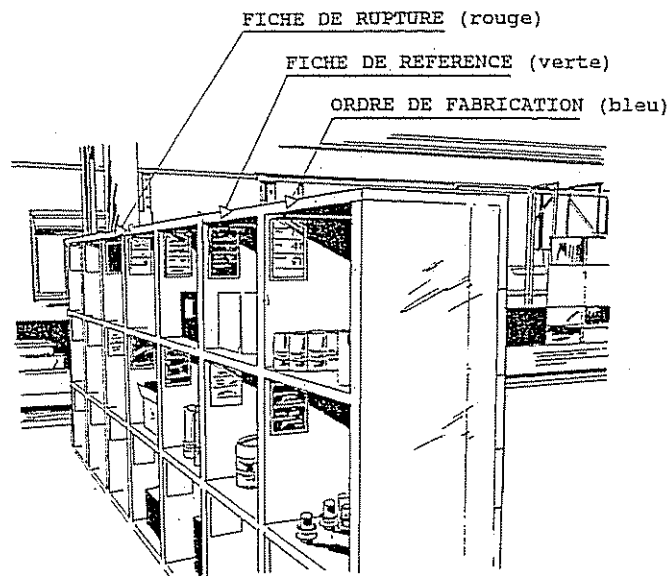 FICHE DE RUPTURE (rouge)
FICHE DE REFERENCE (verte)
ORDRE DE FABRICATION (bleu)